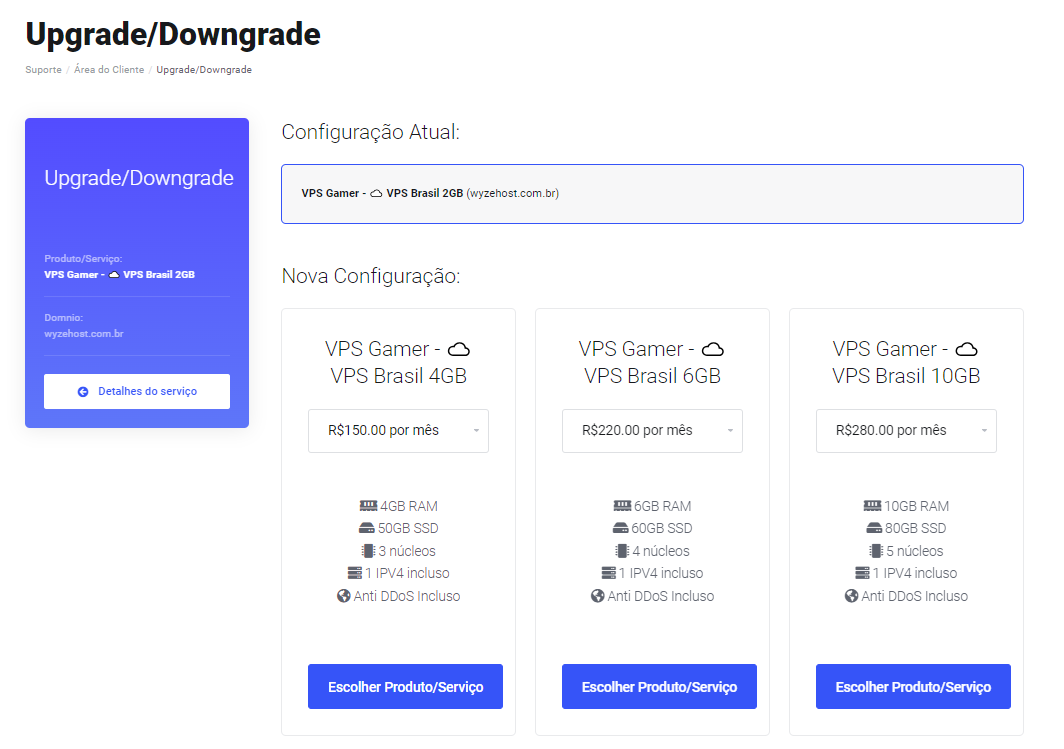 Upgrade/Downgrade
Suporte / Área do Cliente / Upgrade/Downgrade
Upgrade/Downgrade
Produto/Serviço:
VPS Gamer - VPS Brasil 2GB
Domnio:
wyzehost.com.br
Detalhes do serviço
Configuração Atual:
VPS Gamer - VPS Brasil 2GB (wyzehost.com.br)
Nova Configuração:
VPS Gamer -
VPS Brasil 4GB
R$150.00 por mês
4GB RAM
50GB SSD
3 núcleos
1 IPV4 incluso
Anti DDoS Incluso
Escolher Produto/Serviço
VPS Gamer -
VPS Brasil 6GB
R$220.00 por mês
6GB RAM
60GB SSD
4 núcleos
1 IPV4 incluso
Anti DDoS Incluso
Escolher Produto/Serviço
VPS Gamer -
VPS Brasil 10GB
R$280.00 por mês
10GB RAM
80GB SSD
5 núcleos
1 IPV4 incluso
Anti DDoS Incluso
Escolher Produto/Serviço